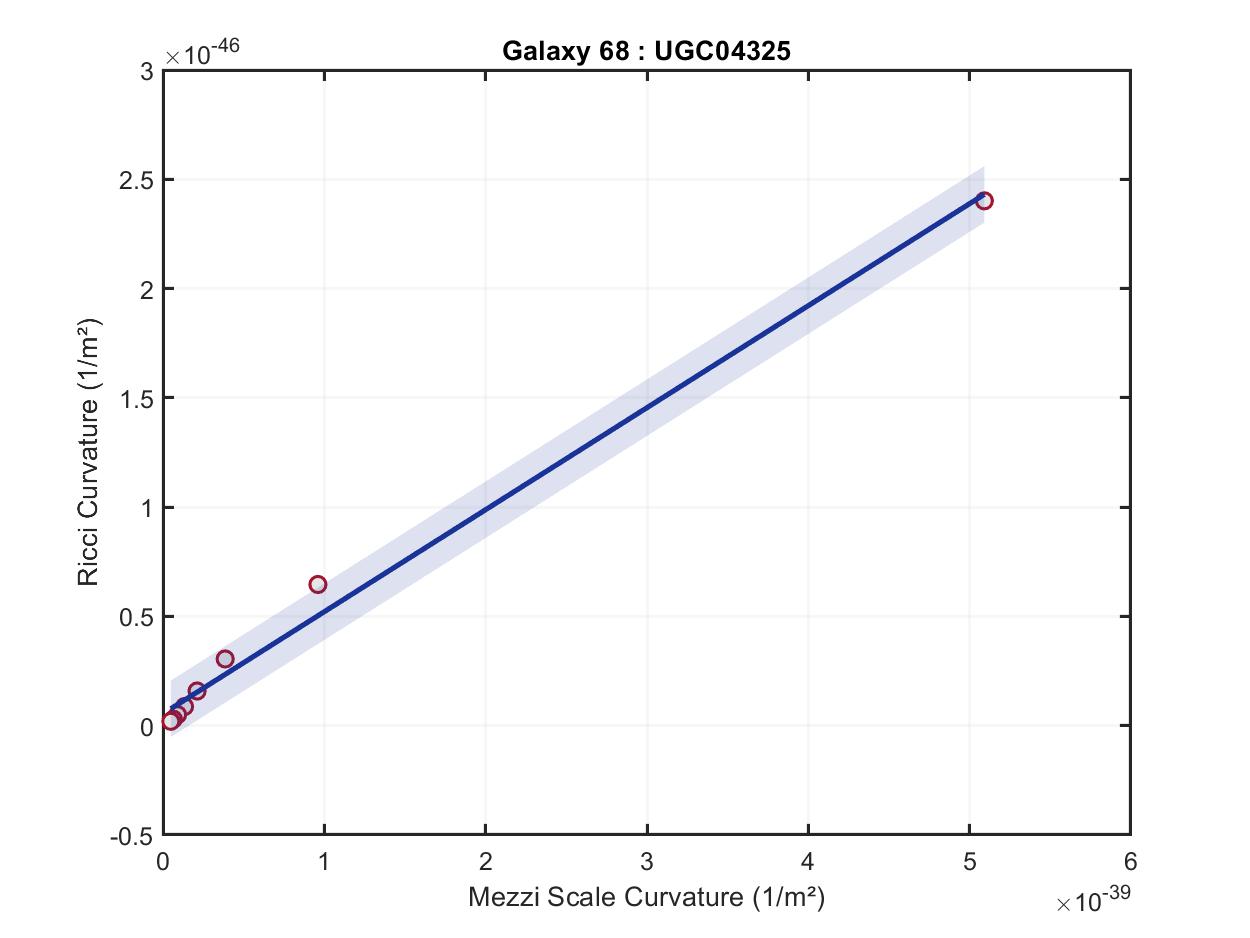 Galaxy 68 : UGC04325
×10⁻⁴⁶
3
2.5
2
1.5
1
0.5
0
-0.5
Ricci Curvature (1/m²)
0 1 2 3 4 5 6
Mezzi Scale Curvature (1/m²)
×10⁻³⁹